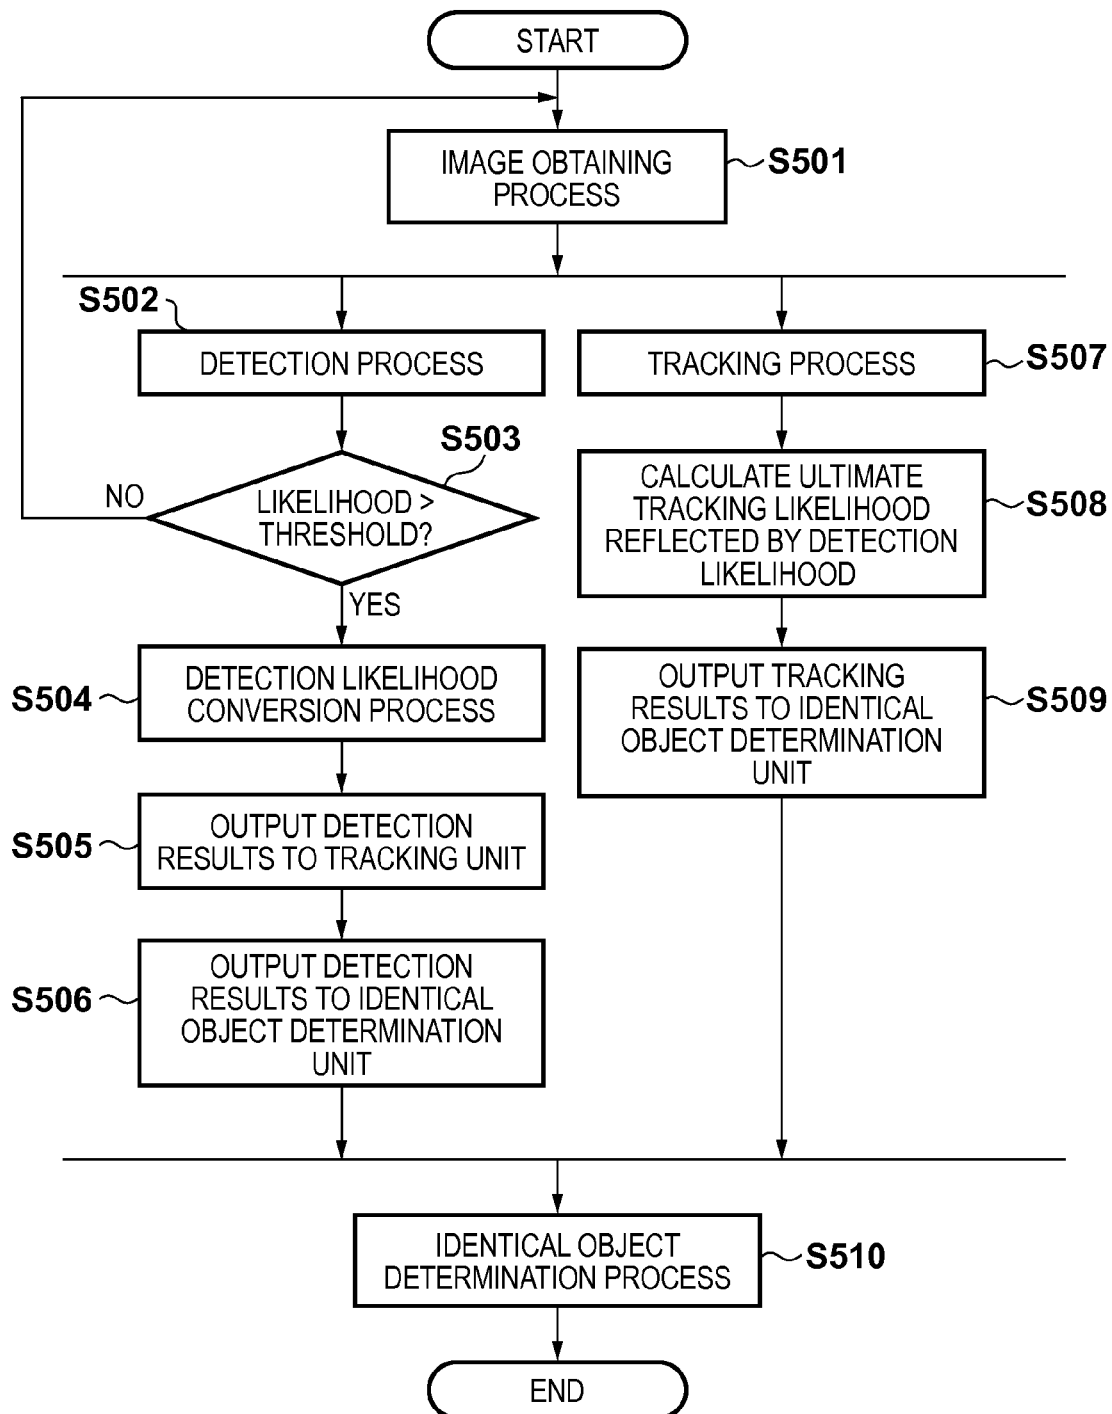 START
IMAGE OBTAINING
PROCESS
S501
S502
DETECTION PROCESS
S503
LIKELIHOOD >
THRESHOLD?
NO
YES
S504
DETECTION LIKELIHOOD
CONVERSION PROCESS
S505
OUTPUT DETECTION
RESULTS TO TRACKING UNIT
S506
OUTPUT DETECTION
RESULTS TO IDENTICAL
OBJECT DETERMINATION
UNIT
TRACKING PROCESS
S507
CALCULATE ULTIMATE
TRACKING LIKELIHOOD
REFLECTED BY DETECTION
LIKELIHOOD
S508
OUTPUT TRACKING
RESULTS TO IDENTICAL
OBJECT DETERMINATION
UNIT
S509
IDENTICAL OBJECT
DETERMINATION PROCESS
S510
END